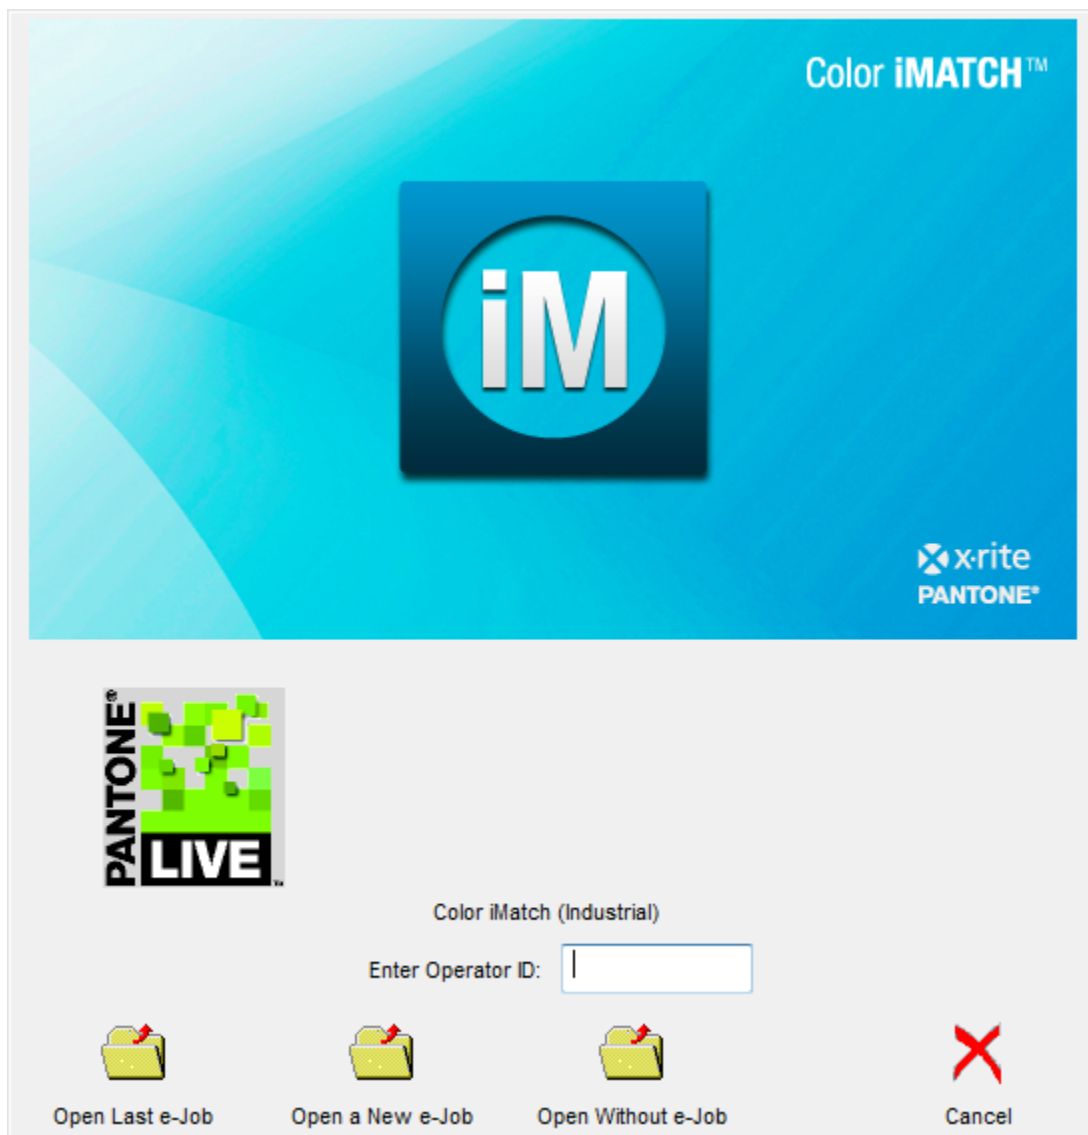 Color iMATCH™
iM
x·rite
PANTONE®
PANTONE®
LIVE™
Color iMatch (Industrial)
Enter Operator ID:
Open Last e-Job
Open a New e-Job
Open Without e-Job
Cancel